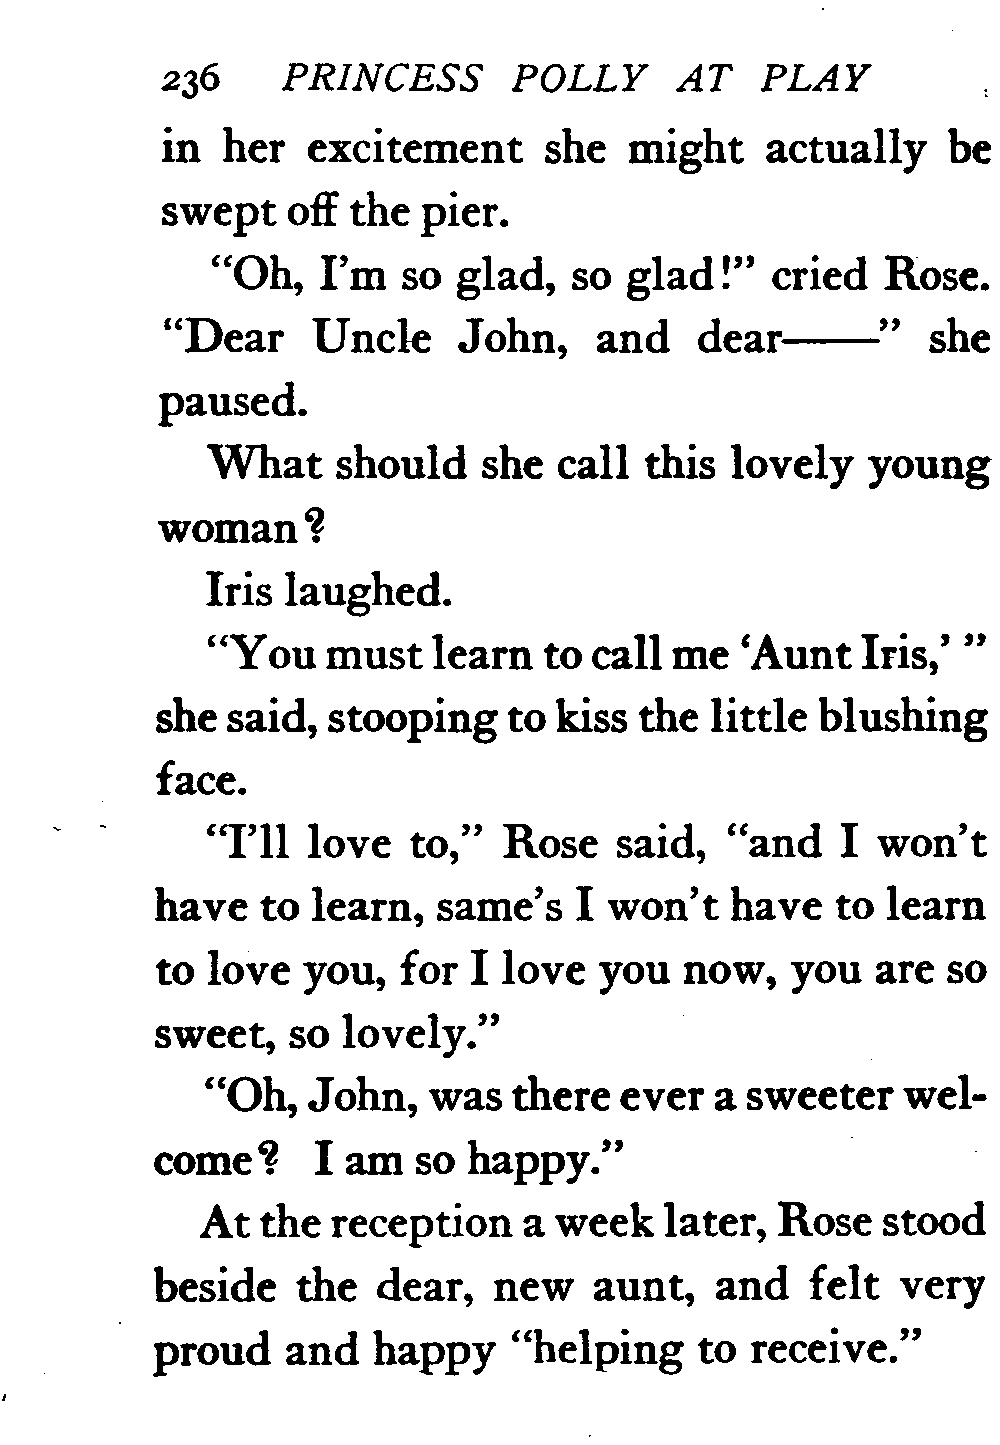 236 PRINCESS POLLY AT PLAY
in her excitement she might actually be
swept off the pier.
“Oh, I’m so glad, so glad!” cried Rose.
“Dear Uncle John, and dear——” she
paused.
What should she call this lovely young
woman?
Iris laughed.
“You must learn to call me ‘Aunt Iris,’ ”
she said, stooping to kiss the little blushing
face.
“I’ll love to,” Rose said, “and I won’t
have to learn, same’s I won’t have to learn
to love you, for I love you now, you are so
sweet, so lovely.”
“Oh, John, was there ever a sweeter wel-
come? I am so happy.”
At the reception a week later, Rose stood
beside the dear, new aunt, and felt very
proud and happy “helping to receive.”